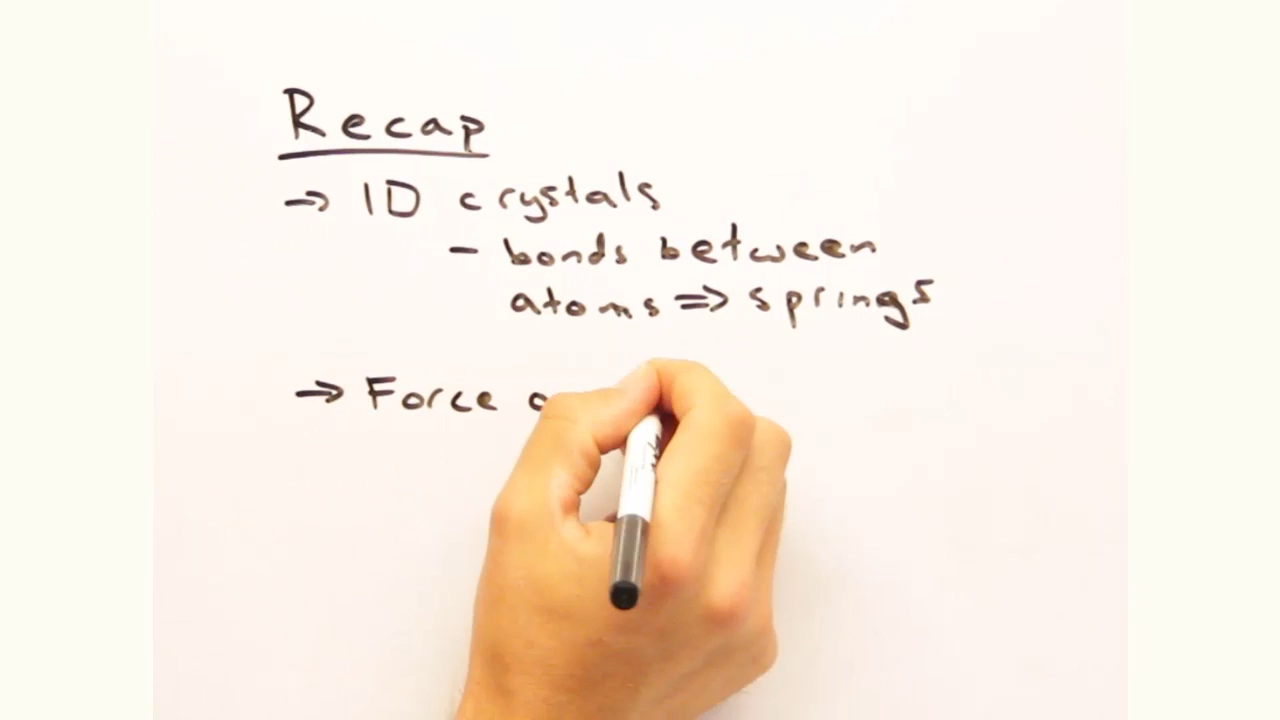 Recap
→ 1D crystals
- bonds between
atoms ⇒ springs
→ Force